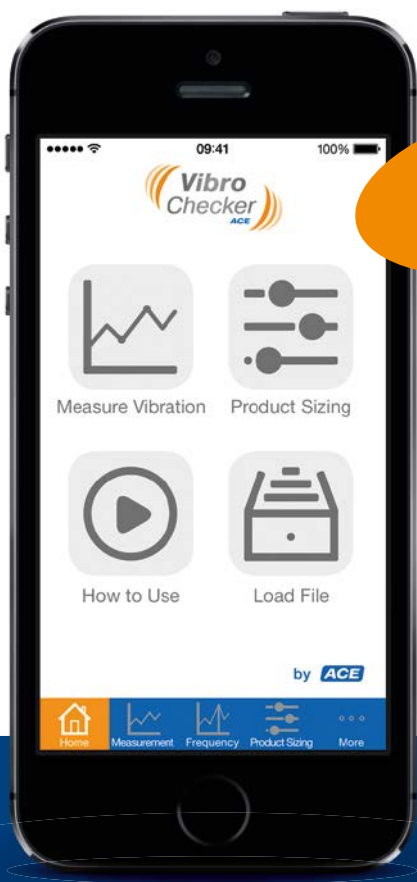 09:41 100%
Vibro
Checker
ACE
Measure Vibration Product Sizing
How to Use Load File
by ACE
Home Measurement Frequency Product Sizing More